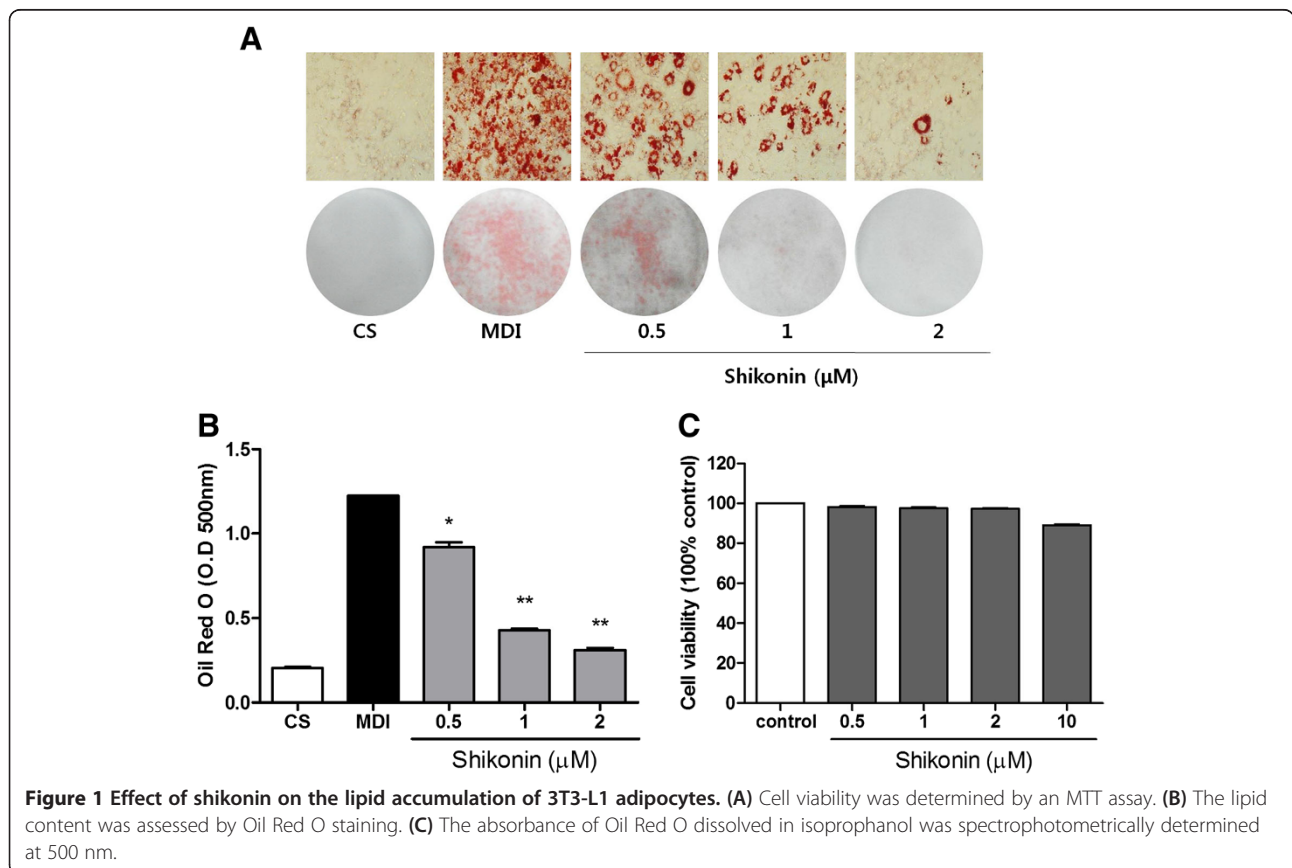 A
CS MDI 0.5 1 2
Shikonin (μM)
B
Oil Red O (O.D 500nm)
1.5
1.0
0.5
0.0
*
**
**
CS MDI 0.5 1 2
Shikonin (μM)
C
Cell viability (100% control)
120
100
80
60
40
20
0
control 0.5 1 2 10
Shikonin (μM)
Figure 1 Effect of shikonin on the lipid accumulation of 3T3-L1 adipocytes. (A) Cell viability was determined by an MTT assay. (B) The lipid
content was assessed by Oil Red O staining. (C) The absorbance of Oil Red O dissolved in isoprophanol was spectrophotometrically determined
at 500 nm.